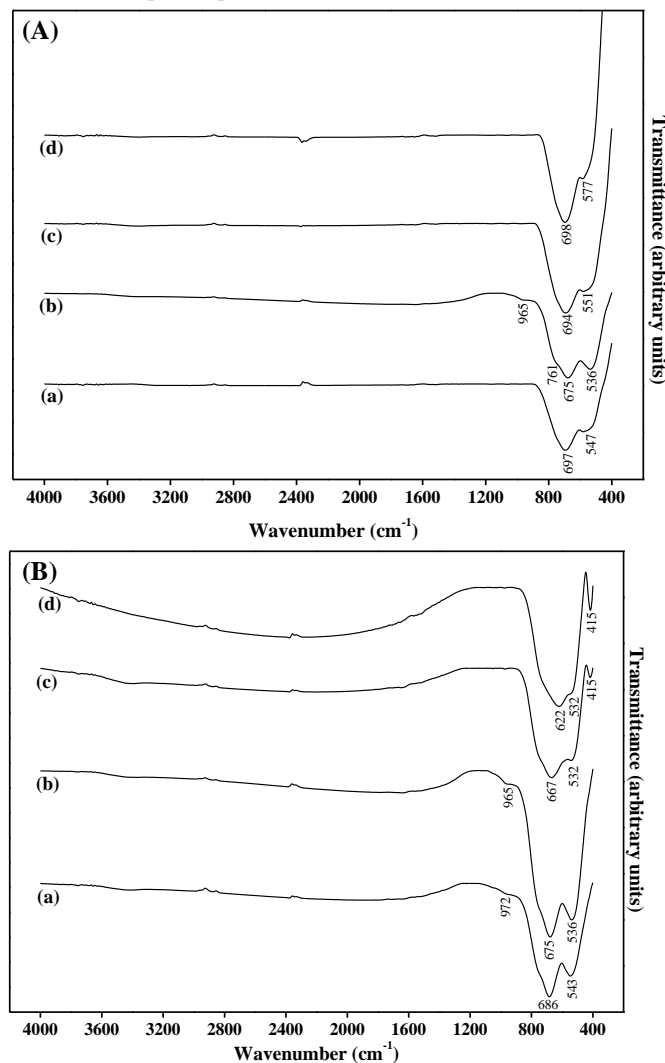 (A)
(d)
577
698
(c)
551
694
(b)
965
761
675
536
(a)
547
697
4000 3600 3200 2800 2400 2000 1600 1200 800 400
Wavenumber (cm-1)
Transmittance (arbitrary units)
(B)
(d)
415
622
532
(c)
415
667
532
(b)
965
675
536
(a)
972
686
543
4000 3600 3200 2800 2400 2000 1600 1200 800 400
Wavenumber (cm-1)
Transmittance (arbitrary units)